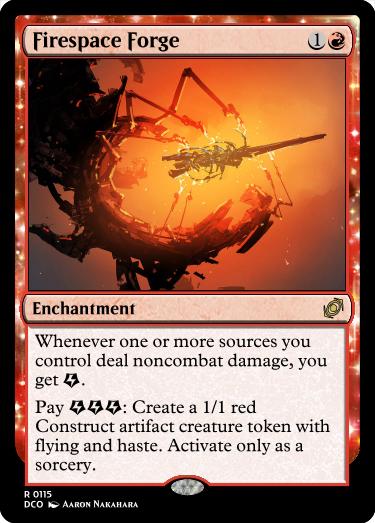 Firespace Forge 1
Enchantment
Whenever one or more sources you
control deal noncombat damage, you
get .
Pay : Create a 1/1 red
Construct artifact creature token with
flying and haste. Activate only as a
sorcery.
R 0115
DCO Aaron Nakahara